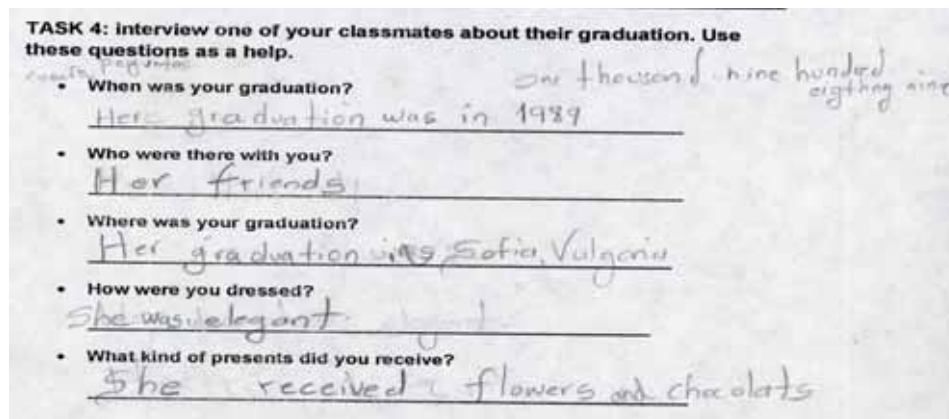 TASK 4: interview one of your classmates about their graduation. Use
these questions as a help.
• When was your graduation?
one thousand nine hundred
eigthng nine
Her graduation was in 1989
• Who were there with you?
Her friends
• Where was your graduation?
Her graduation was Sofia, Vulgaria
• How were you dressed?
She was elegant
• What kind of presents did you receive?
She received flowers and chocolats